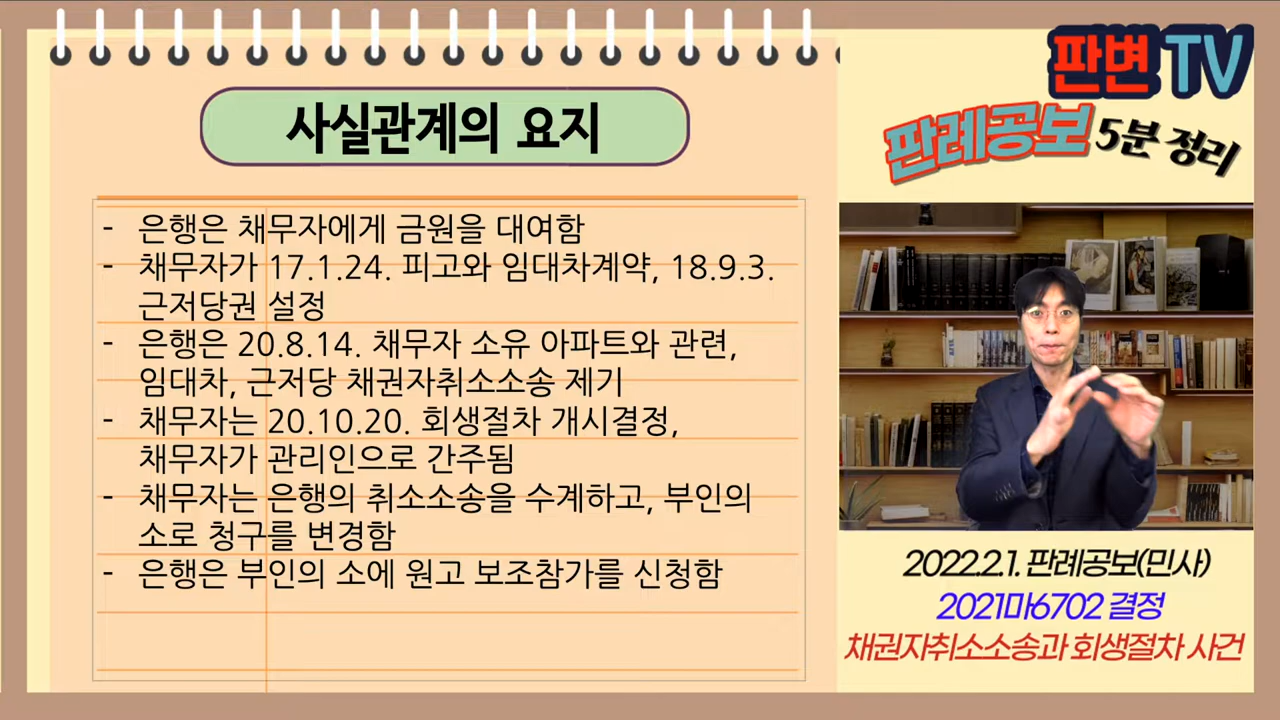 사실관계의 요지
- 은행은 채무자에게 금원을 대여함
- 채무자가 17.1.24. 피고와 임대차계약, 18.9.3.
근저당권 설정
- 은행은 20.8.14. 채무자 소유 아파트와 관련,
임대차, 근저당 채권자취소소송 제기
- 채무자는 20.10.20. 회생절차 개시결정,
채무자가 관리인으로 간주됨
- 채무자는 은행의 취소소송을 수계하고, 부인의
소로 청구를 변경함
- 은행은 부인의 소에 원고 보조참가를 신청함
판변 TV
판례공보 5분 정리
2022.2.1. 판례공보(민사)
2021마6702 결정
채권자취소소송과 회생절차 사건